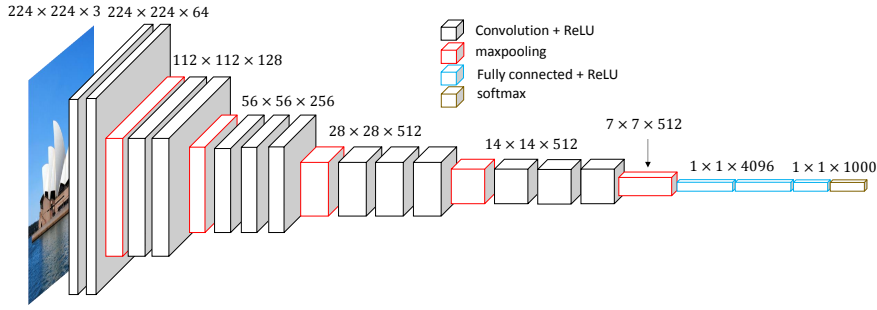 224 × 224 × 3
224 × 224 × 64
112 × 112 × 128
56 × 56 × 256
28 × 28 × 512
14 × 14 × 512
7 × 7 × 512
1 × 1 × 4096
1 × 1 × 1000
Convolution + ReLU
maxpooling
Fully connected + ReLU
softmax